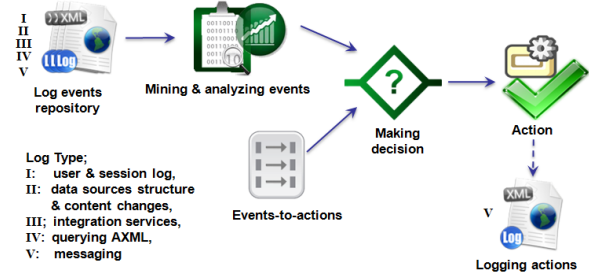 I
II
III
IV
V
XML
Log
Log events
repository
Mining & analyzing events
?
Making
decision
Action
Events-to-actions
Log Type;
I: user & session log,
II: data sources structure
& content changes,
III; integration services,
IV: querying AXML,
V: messaging
V
XML
Log
Logging actions